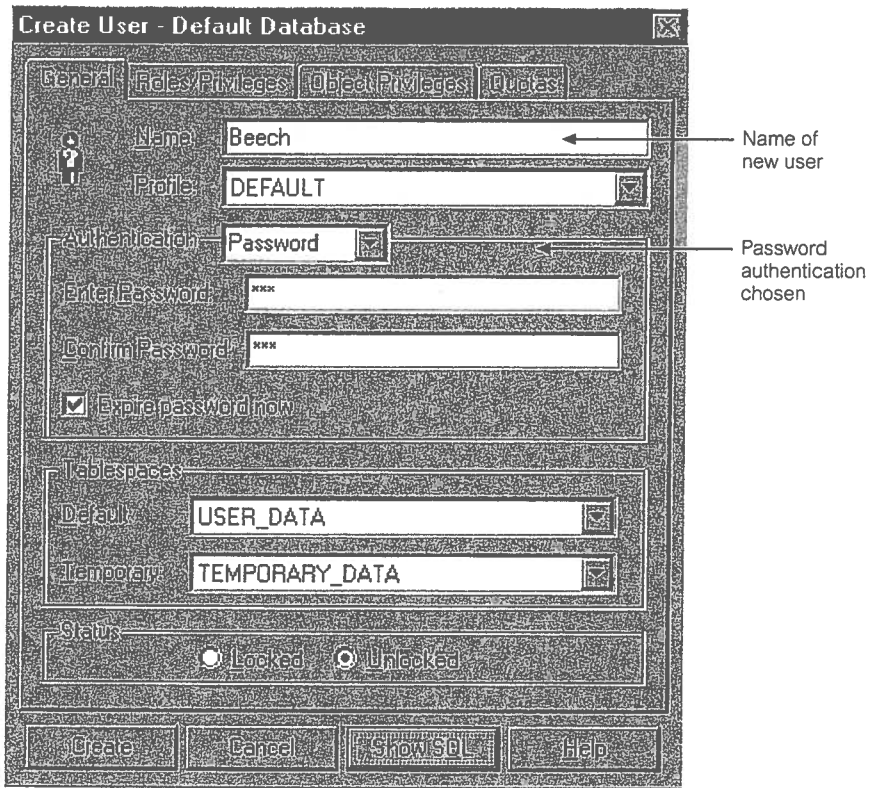 Create User - Default Database
General Roles/Privileges Object Privileges Quotas
Name: Beech
Name of
new user
Profile: DEFAULT
Authentication Password
Password
authentication
chosen
Enter Password: ***
Confirm Password: ***
Expire password now
Tablespaces
Default: USER_DATA
Temporary: TEMPORARY_DATA
Status
Locked Unlocked
Create Cancel Show SQL Help